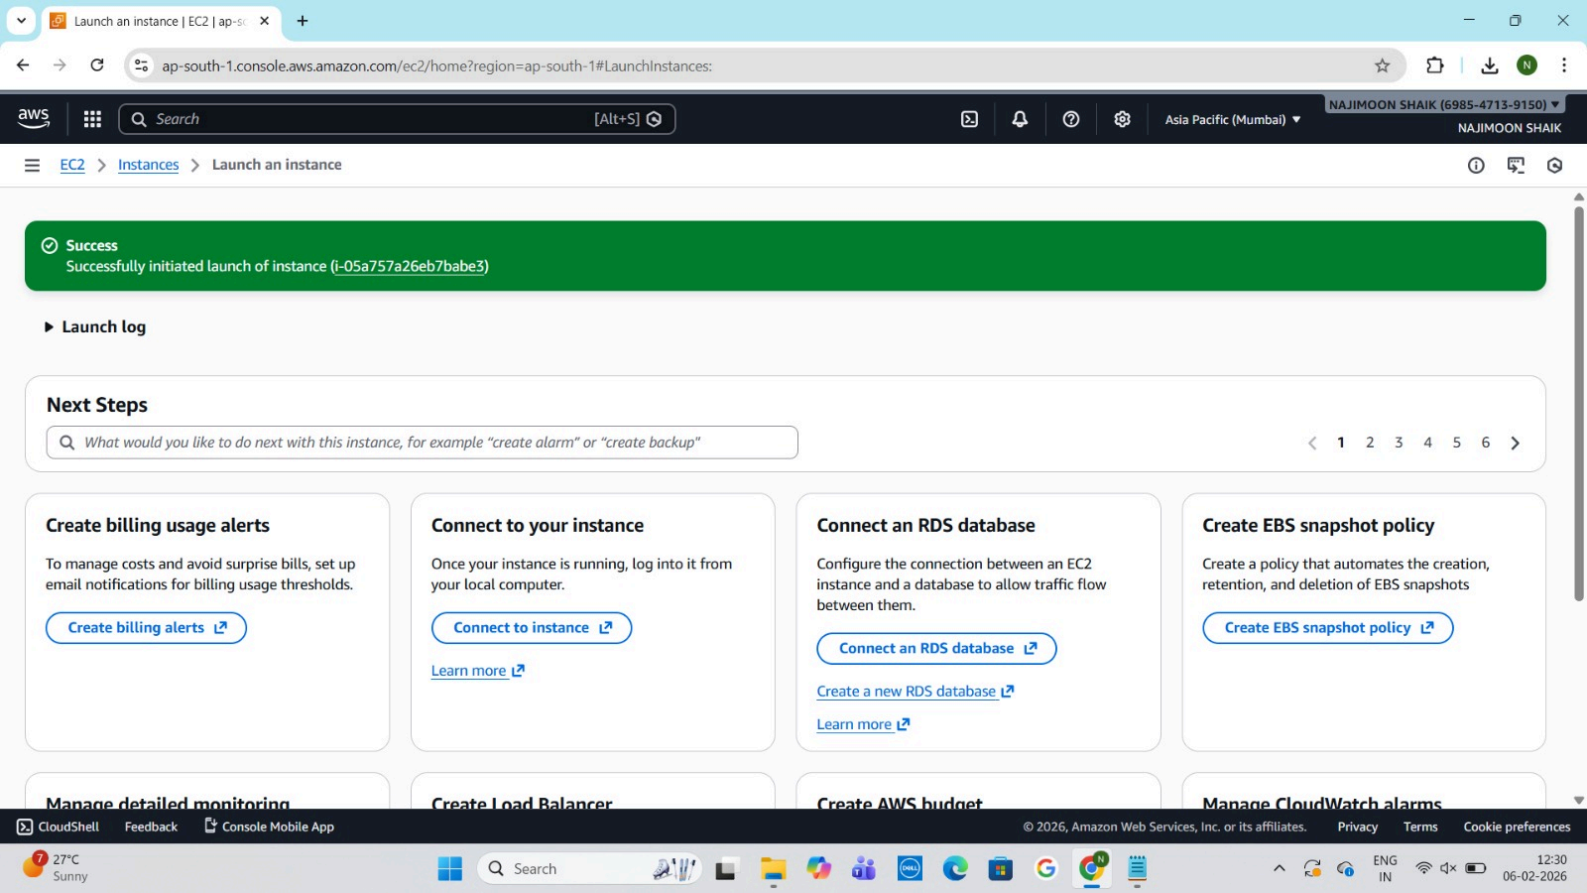 Launch an instance | EC2 | ap-so
ap-south-1.console.aws.amazon.com/ec2/home?region=ap-south-1#LaunchInstances:
N
aws
Search
[Alt+S]
Asia Pacific (Mumbai)
NAJIMOON SHAIK (6985-4713-9150)
NAJIMOON SHAIK
EC2
Instances
Launch an instance
Success
Successfully initiated launch of instance (i-05a757a26eb7babe3)
Launch log
Next Steps
What would you like to do next with this instance, for example “create alarm” or “create backup”
1 2 3 4 5 6
Create billing usage alerts
To manage costs and avoid surprise bills, set up
email notifications for billing usage thresholds.
Create billing alerts
Connect to your instance
Once your instance is running, log into it from
your local computer.
Connect to instance
Learn more
Connect an RDS database
Configure the connection between an EC2
instance and a database to allow traffic flow
between them.
Connect an RDS database
Create a new RDS database
Learn more
Create EBS snapshot policy
Create a policy that automates the creation,
retention, and deletion of EBS snapshots
Create EBS snapshot policy
Manage detailed monitoring
Create Load Balancer
Create AWS budget
Manage CloudWatch alarms
CloudShell
Feedback
Console Mobile App
© 2026, Amazon Web Services, Inc. or its affiliates.
Privacy
Terms
Cookie preferences
7
27°C
Sunny
Search
DELL
N
ENG
IN
12:30
06-02-2026